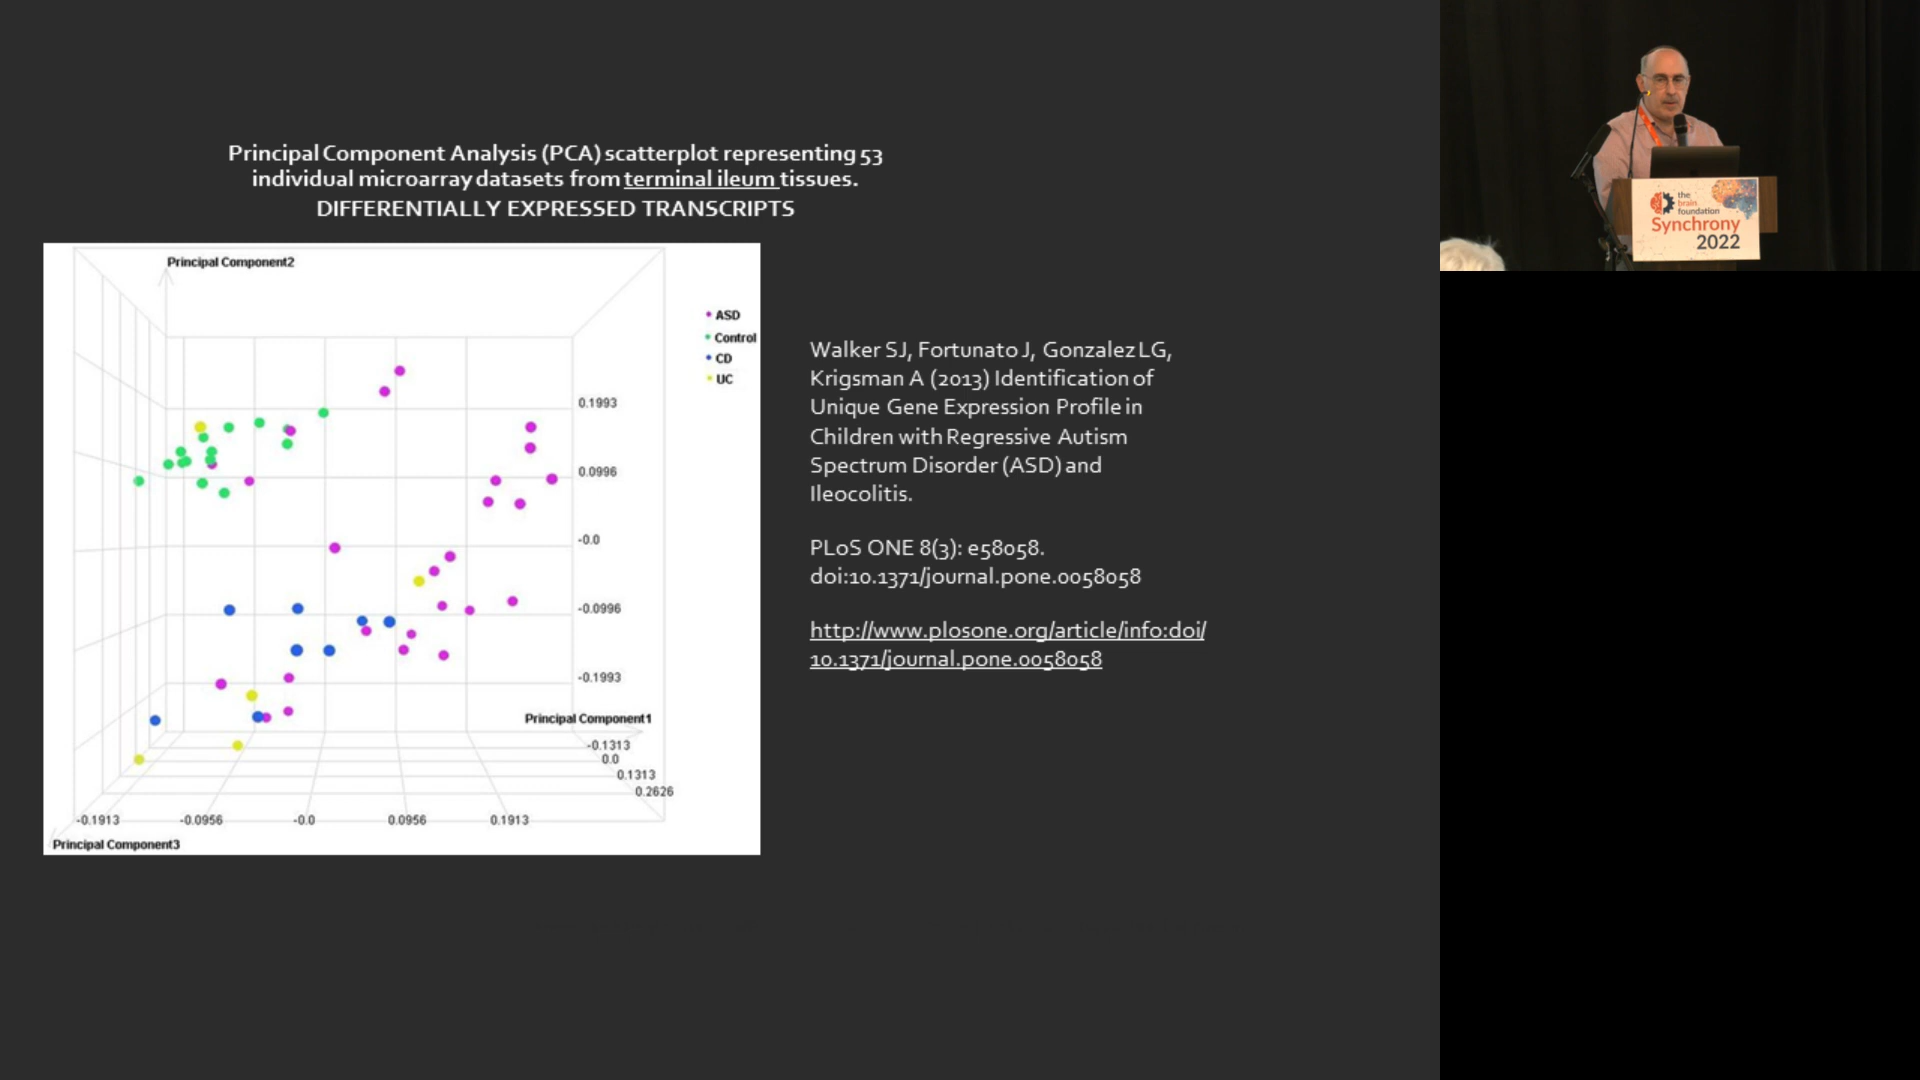 Principal Component Analysis (PCA) scatterplot representing 53
individual microarray datasets from terminal ileum tissues.
DIFFERENTIALLY EXPRESSED TRANSCRIPTS
Principal Component2
ASD
Control
CD
UC
0.1993
0.0996
-0.0
-0.0996
-0.1993
Principal Component1
-0.1313
0.0
0.1313
0.2626
-0.1913
-0.0956
-0.0
0.0956
0.1913
Principal Component3
Walker SJ, Fortunato J, Gonzalez LG,
Krigsman A (2013) Identification of
Unique Gene Expression Profile in
Children with Regressive Autism
Spectrum Disorder (ASD) and
Ileocolitis.
PLoS ONE 8(3): e58058.
doi:10.1371/journal.pone.0058058
http://www.plosone.org/article/info:doi/
10.1371/journal.pone.0058058
the
brain
foundation
Synchrony
2022